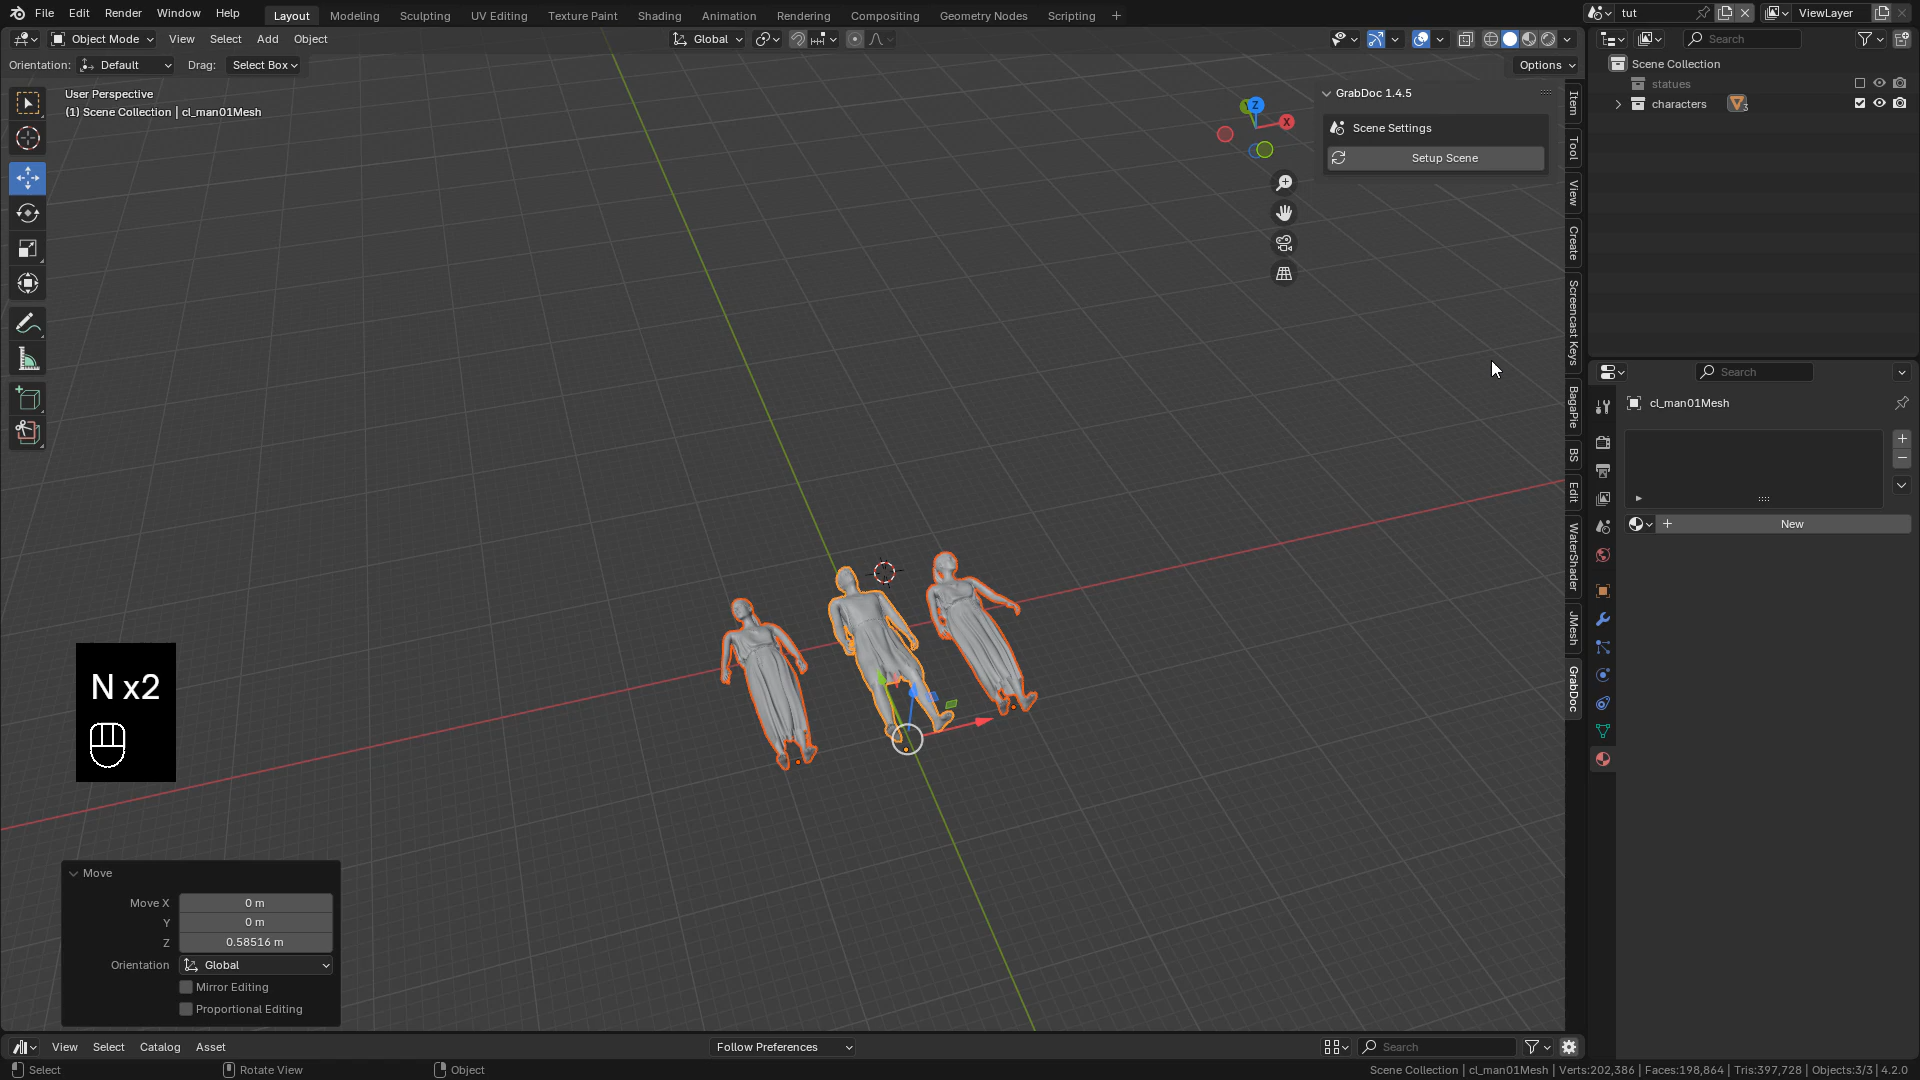 File Edit Render Window Help Layout Modeling Sculpting UV Editing Texture Paint Shading Animation Rendering Compositing Geometry Nodes Scripting + tut ViewLayer
Object Mode View Select Add Object Global Search
Orientation: Default Drag: Select Box Options
User Perspective
(1) Scene Collection | cl_man01Mesh
Z
X
GrabDoc 1.4.5
Scene Settings
Setup Scene
Item
Tool
View
Create
Screencast Keys
BagaPie
BS
Edit
WaterShader
JMesh
GrabDoc
Scene Collection
statues
characters 3
Search
cl_man01Mesh
New
N x2
Move
Move X 0 m
Y 0 m
Z 0.58516 m
Orientation Global
Mirror Editing
Proportional Editing
View Select Catalog Asset Follow Preferences Search
Select Rotate View Object Scene Collection | cl_man01Mesh | Verts:202,386 | Faces:198,864 | Tris:397,728 | Objects:3/3 | 4.2.0